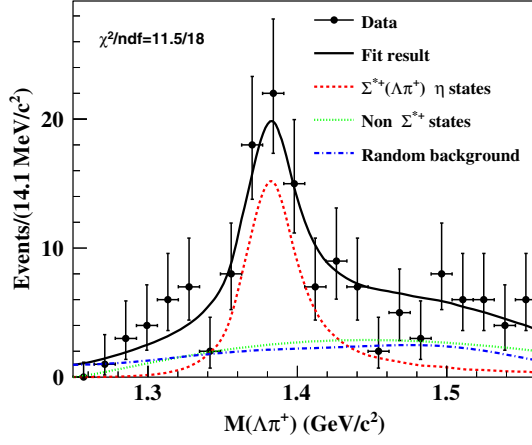 χ²/ndf=11.5/18
Data
Fit result
Σ*⁺(Λπ⁺) η states
Non Σ*⁺ states
Random background
Events/(14.1 MeV/c²)
20
10
0
1.3 1.4 1.5
M(Λπ⁺) (GeV/c²)